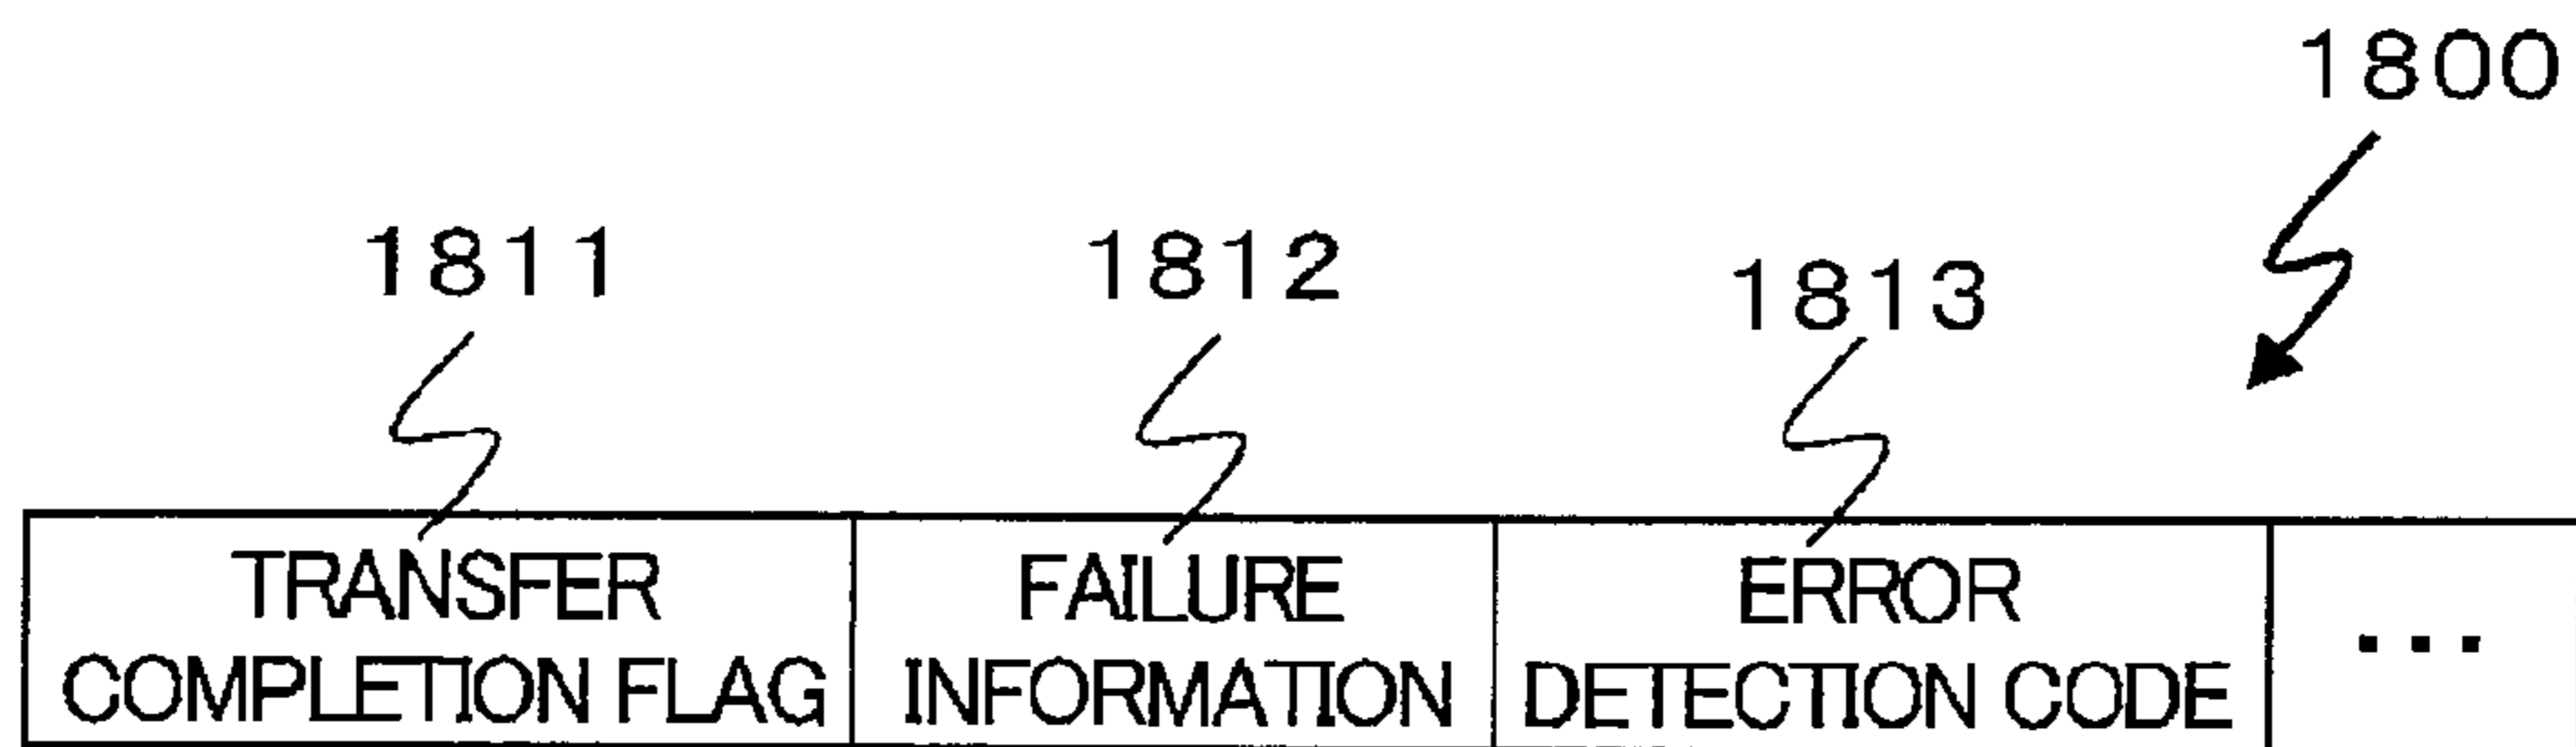 1800
1811
1812
1813
TRANSFER
COMPLETION FLAG
FAILURE
INFORMATION
ERROR
DETECTION CODE
...